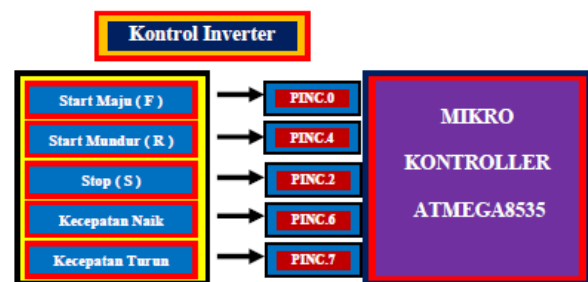 Kontrol Inverter
Start Maju ( F )
PINC.0
Start Mundur ( R )
PINC.4
Stop ( S )
PINC.2
Kecepatan Naik
PINC.6
Kecepatan Turun
PINC.7
MIKRO
KONTROLLER
ATMEGA8535